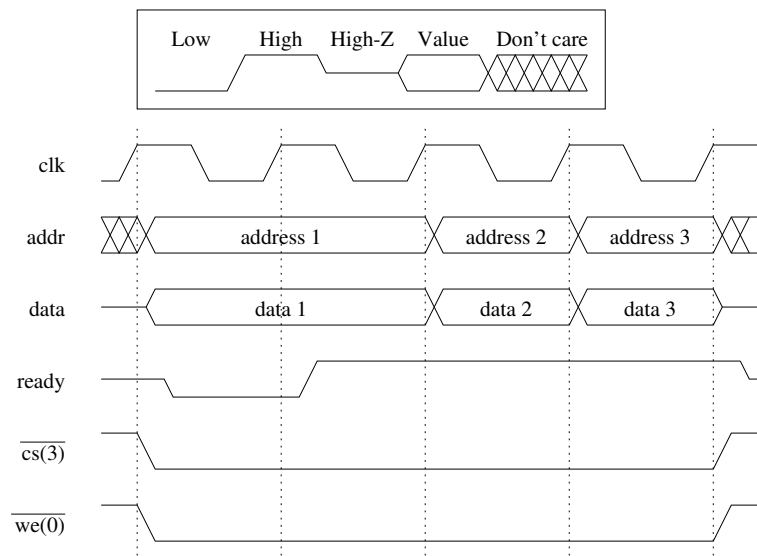 Low High High-Z Value Don't care
clk
addr address 1 address 2 address 3
data data 1 data 2 data 3
ready
cs(3)
we(0)